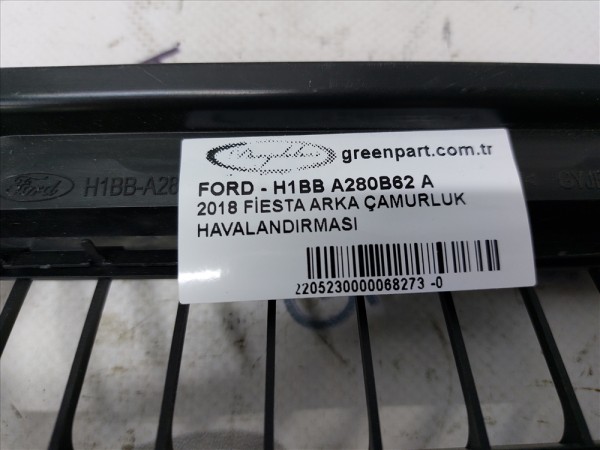 greenpart.com.tr
FORD - H1BB A280B62 A
2018 FİESTA ARKA ÇAMURLUK
HAVALANDIRMASI
2205230000068273 -0
Ford H1BB-A28